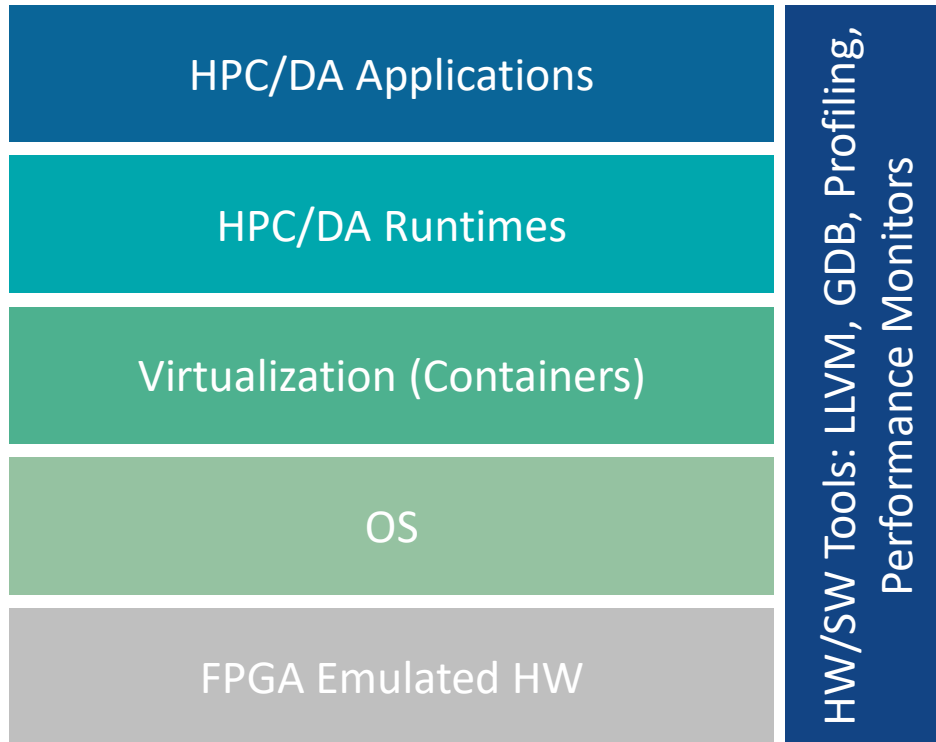 HPC/DA Applications
HPC/DA Runtimes
Virtualization (Containers)
OS
FPGA Emulated HW
HW/SW Tools: LLVM, GDB, Profiling,
Performance Monitors